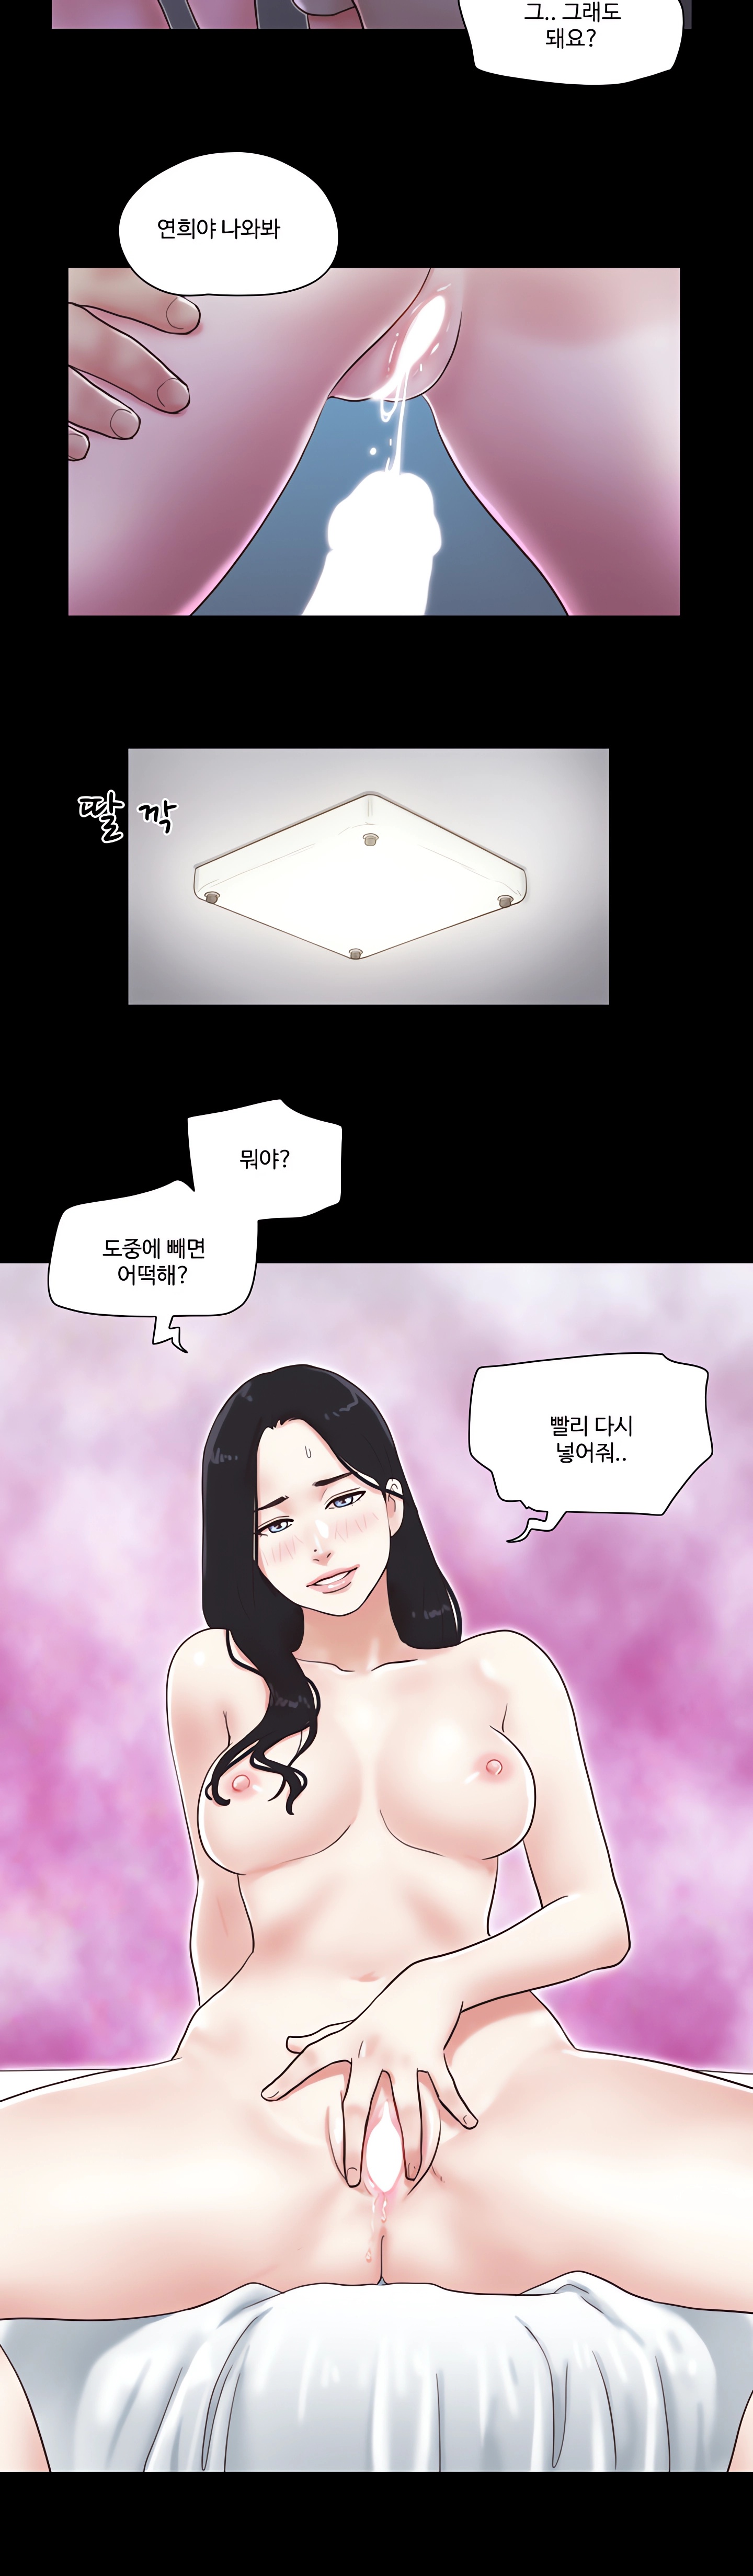 그.. 그래도
돼요?
연희야 나와봐
딸 깍
뭐야?
도중에 빼면
어떡해?
빨리 다시
넣어줘..